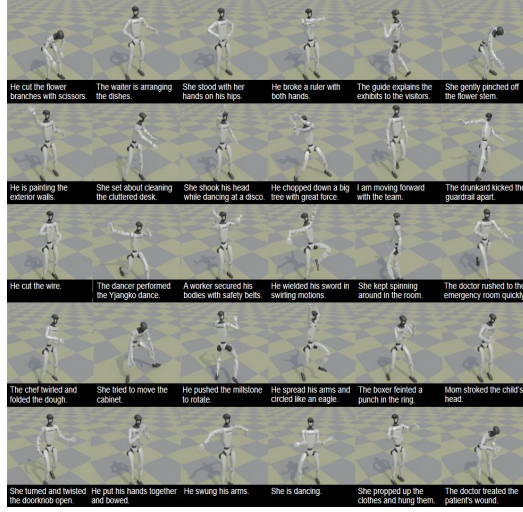 He cut the flower
branches with scissors.
The waiter is arranging
the dishes.
She stood with her
hands on his hips.
He broke a ruler with
both hands.
The guide explains the
exhibits to the visitors.
She gently pinched off
the flower stem.
He is painting the
exterior walls.
She set about cleaning
the cluttered desk.
She shook his head
while dancing at a disco.
He chopped down a big
tree with great force.
I am moving forward
with the team.
The drunkard kicked the
guardrail apart.
He cut the wire.
The dancer performed
the Yjangko dance.
A worker secured his
bodies with safety belts.
He wielded his sword in
swirling motions.
She kept spinning
around in the room.
The doctor rushed to the
emergency room quickly
The chef twirled and
folded the dough.
She tried to move the
cabinet.
He pushed the millstone
to rotate.
He spread his arms and
circled like an eagle.
The boxer feinted a
punch in the ring.
Mom stroked the child's
head.
She turned and twisted
the doorknob open.
He put his hands together
and bowed.
He swung his arms.
She is dancing.
She propped up the
clothes and hung them.
The doctor treated the
patient's wound.